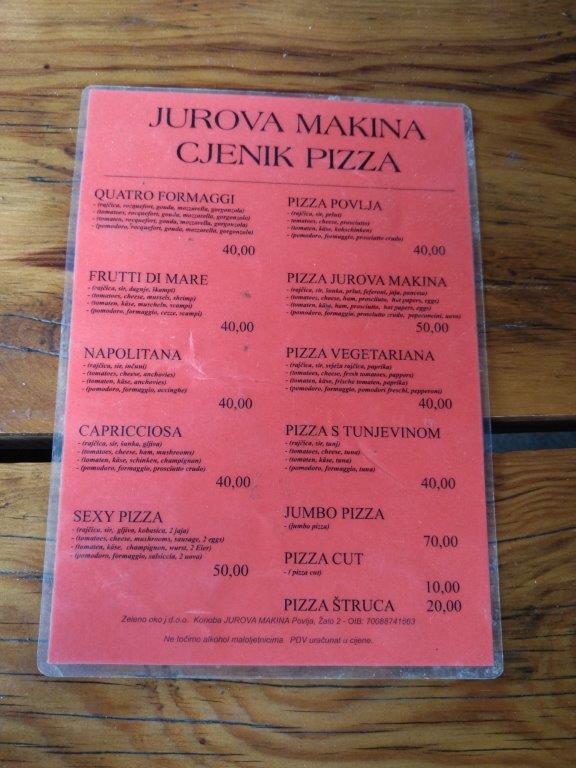 JUROVA MAKINA
CJENIK PIZZA
QUATRO FORMAGGI
- (rajčica, rocquefort, gouda, mozzarella, gorgonzola)
- (tomatoes, rocquefort, gouda, mozzarella, gorgonzola)
- (tomaten, rocquefort, gouda, mozzarella, gorgonzola)
- (pomodoro, rocquefort, gouda, mozzarella, gorgonzola)
40,00
FRUTTI DI MARE
- (rajčica, sir, dagnje, škampi)
- (tomatoes, cheese, mussels, shrimp)
- (tomaten, käse, muscheln, scampi)
- (pomodoro, formaggio, cozze, scampi)
40,00
NAPOLITANA
- (rajčica, sir, inćuni)
- (tomatoes, cheese, anchovies)
- (tomaten, käse, anchovies)
- (pomodoro, formaggio, acciughe)
40,00
CAPRICCIOSA
- (rajčica, sir, šunka, gljiva)
- (tomatoes, cheese, ham, mushrooms)
- (tomaten, käse, schinken, champignan)
- (pomodoro, formaggio, prosciutto crudo)
40,00
SEXY PIZZA
- (rajčica, sir, gljiva, kobasica, 2 jaja)
- (tomatoes, cheese, mushrooms, sausage, 2 eggs)
- (tomaten, käse, champignon, wurst, 2 Eier)
- (pomodoro, formaggio, salsiccia, 2 uova)
50,00
PIZZA POVLJA
- (rajčica, sir, pršut)
- tomatoes, cheese, prosciutto)
- tomaten, käse, kohschinken)
- (pomodoro, formaggio, prosciutto crudo)
40,00
PIZZA JUROVA MAKINA
- (rajčica, sir, šunka, pršut, feferoni, jaja, panceta)
- (tomatoes, cheese, ham, prosciiuto, hot papers, eggs)
- (tomaten, käse, ham, prosciutto, hot papers, eggs)
- (pomodoro, formaggio, prosciutto crudo, peperoncini, uova)
50,00
PIZZA VEGETARIANA
- (rajčica, sir, svježa rajčica, paprika)
- (tomatoes, cheese, fresh tomatoes, pappers)
- (tomaten, käse, frische tomaten, paprika)
- (pomodoro, formaggio, pomodori freschi, pepperoni)
40,00
PIZZA S TUNJEVINOM
- (rajčica, sir, tunj)
- (tomatoes, cheese, tuna)
- (tomaten, käse, tuna)
- (pomodoro, formaggio, tuna)
40,00
JUMBO PIZZA
- (jumbo pizza)
70,00
PIZZA CUT
- ( pizza cut)
10,00
PIZZA ŠTRUCA 20,00
Zeleno oko j.d.o.o. Konoba JUROVA MAKINA Povlja, Žalo 2 - OIB: 70088741663
Ne točimo alkohol maloljetnicima PDV uračunat u cijene.